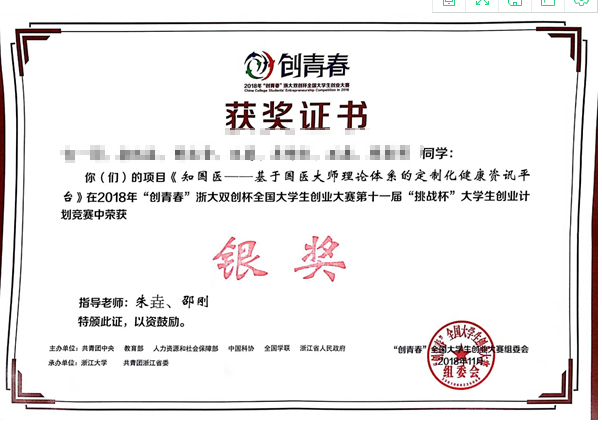 创青春
2018年“创青春”浙大双创杯全国大学生创业大赛
China College Students' Entrepreneurship Competition in 2018
获奖证书
同学：
你（们）的项目《 知国医——基于国医大师理论体系的定制化健康资讯平
台》在2018年“创青春”浙大双创杯全国大学生创业大赛第十一届“挑战杯”大学生创业计
划竞赛中荣获
银 奖
指导老师：朱垚、邵刚
特颁此证，以资鼓励。
主办单位：共青团中央 教育部 人力资源和社会保障部 中国科协 全国学联 浙江省人民政府
承办单位：浙江大学 共青团浙江省委
“创青春”全国大学生创业大赛组委会
2018年11月
“创青春”全国大学生创业大赛
组委会